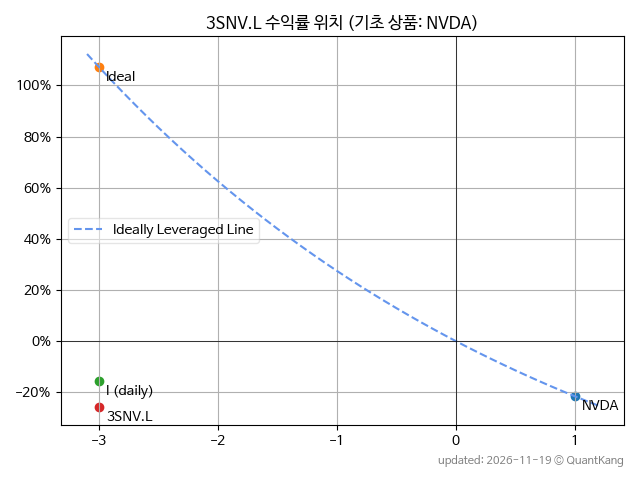 3SNV.L 수익률 위치 (기초 상품: NVDA)
100%
80%
60%
40%
20%
0%
−20%
Ideal
Ideally Leveraged Line
I (daily)
3SNV.L
NVDA
−3
−2
−1
0
1
updated: 2026-11-19 © QuantKang